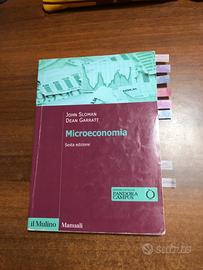 JOHN SLOMAN
DEAN GARRATT
Microeconomia
Sesta edizione
PANDORA
CAMPUS
il Mulino
Manuali
SUBITO